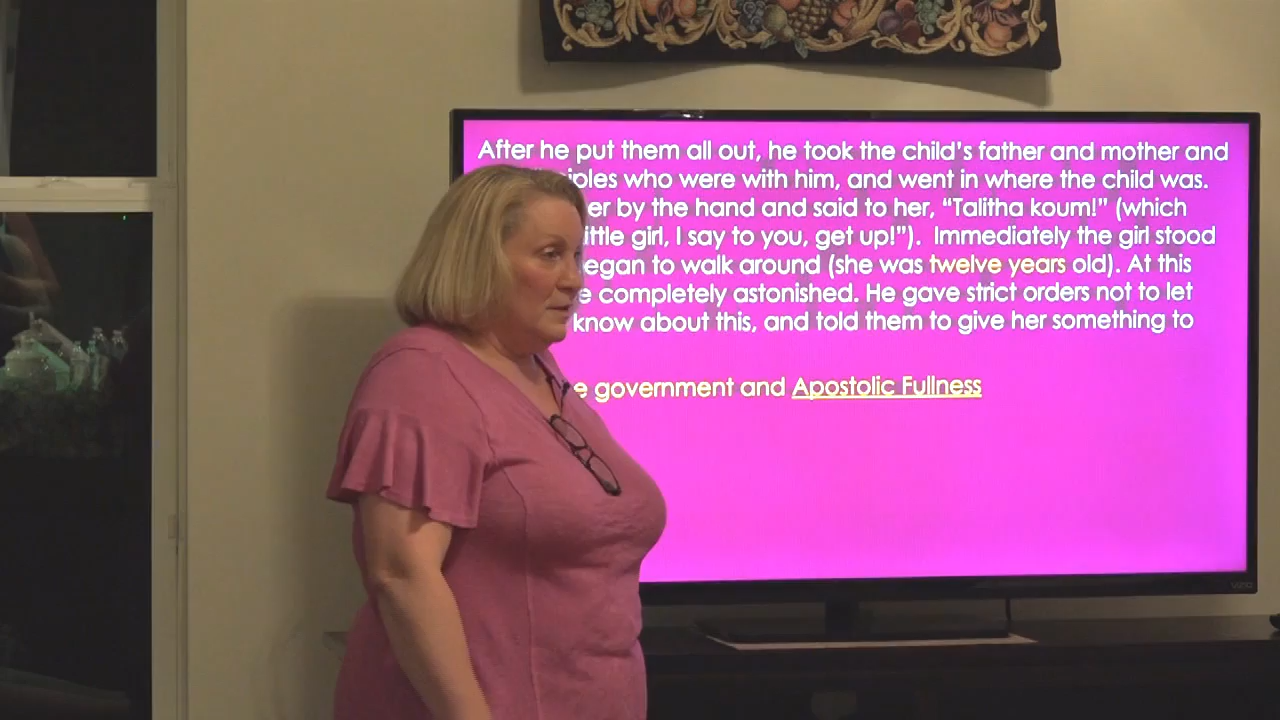 After he put them all out, he took the child's father and mother and
ples who were with him, and went in where the child was.
er by the hand and said to her, “Talitha koum!” (which
ittle girl, I say to you, get up!”).  Immediately the girl stood
egan to walk around (she was twelve years old). At this
e completely astonished. He gave strict orders not to let
know about this, and told them to give her something to
e government and Apostolic Fullness
VIZIO